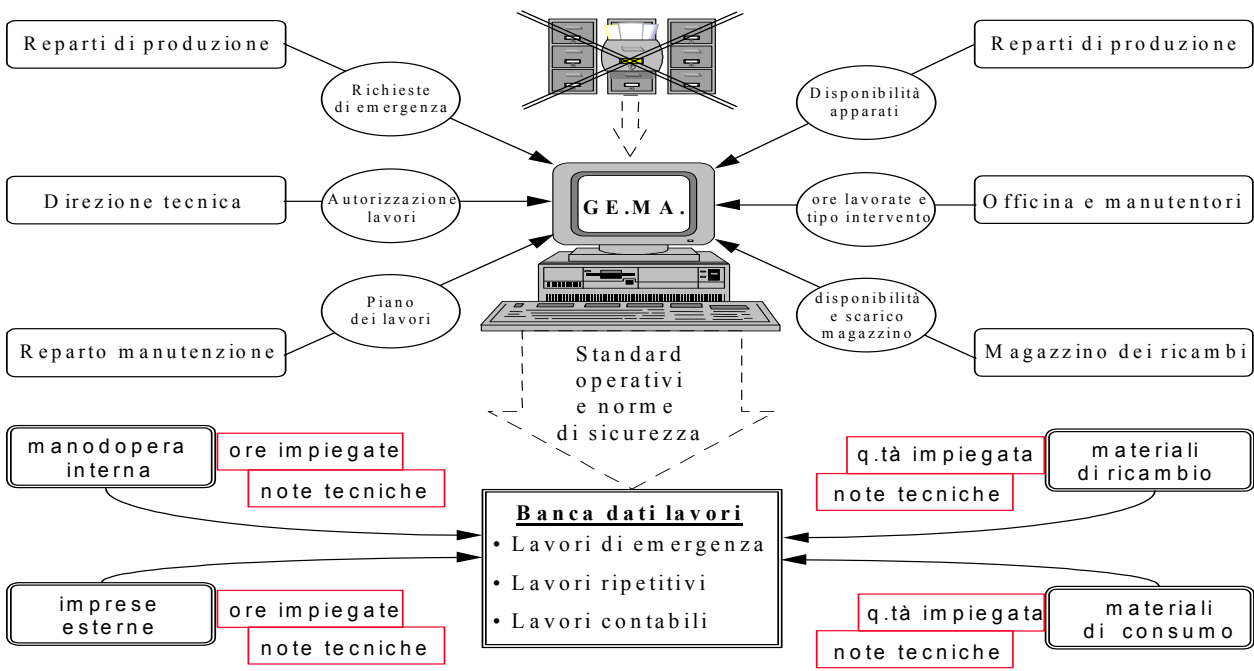 Reparti di produzione
Richieste
di emergenza
Direzione tecnica
Autorizzazione
lavori
Reparto manutenzione
Piano
dei lavori
GE.MA.
Reparti di produzione
Disponibilità
apparati
Officina e manutentori
ore lavorate e
tipo intervento
Magazzino dei ricambi
disponibilità
e scarico
magazzino
Standard
operativi
e norme
di sicurezza
manodopera
interna
ore impiegate
note tecniche
imprese
esterne
ore impiegate
note tecniche
Banca dati lavori
• Lavori di emergenza
• Lavori ripetitivi
• Lavori contabili
q.tà impiegata
note tecniche
materiali
di ricambio
q.tà impiegata
note tecniche
materiali
di consumo